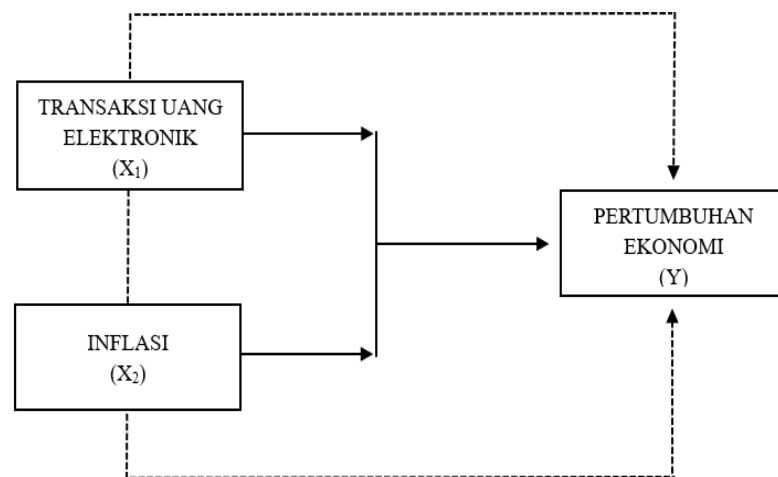 TRANSAKSI UANG
ELEKTRONIK
(X₁)
PERTUMBUHAN
EKONOMI
(Y)
INFLASI
(X₂)